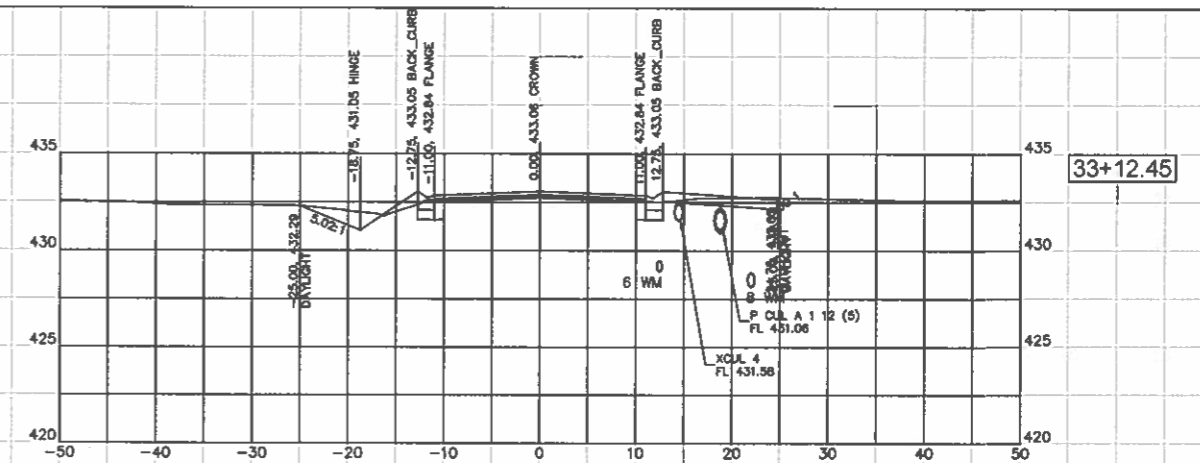 -18.75, 431.05 HINGE
-12.75, 433.05 BACK_CURB
-11.00, 432.84 FLANGE
0.00, 433.06 CROWN
11.00, 432.84 FLANGE
12.75, 433.05 BACK_CURB
435
435
33+12.45
5.02:1
-25.00, 432.29
DAYLIGHT
430
430
6 WM
8
P CUL A 1 12 (5)
FL 431.06
425
425
XCUL 4
FL 431.58
420
420
-50
-40
-30
-20
-10
0
10
20
30
40
50